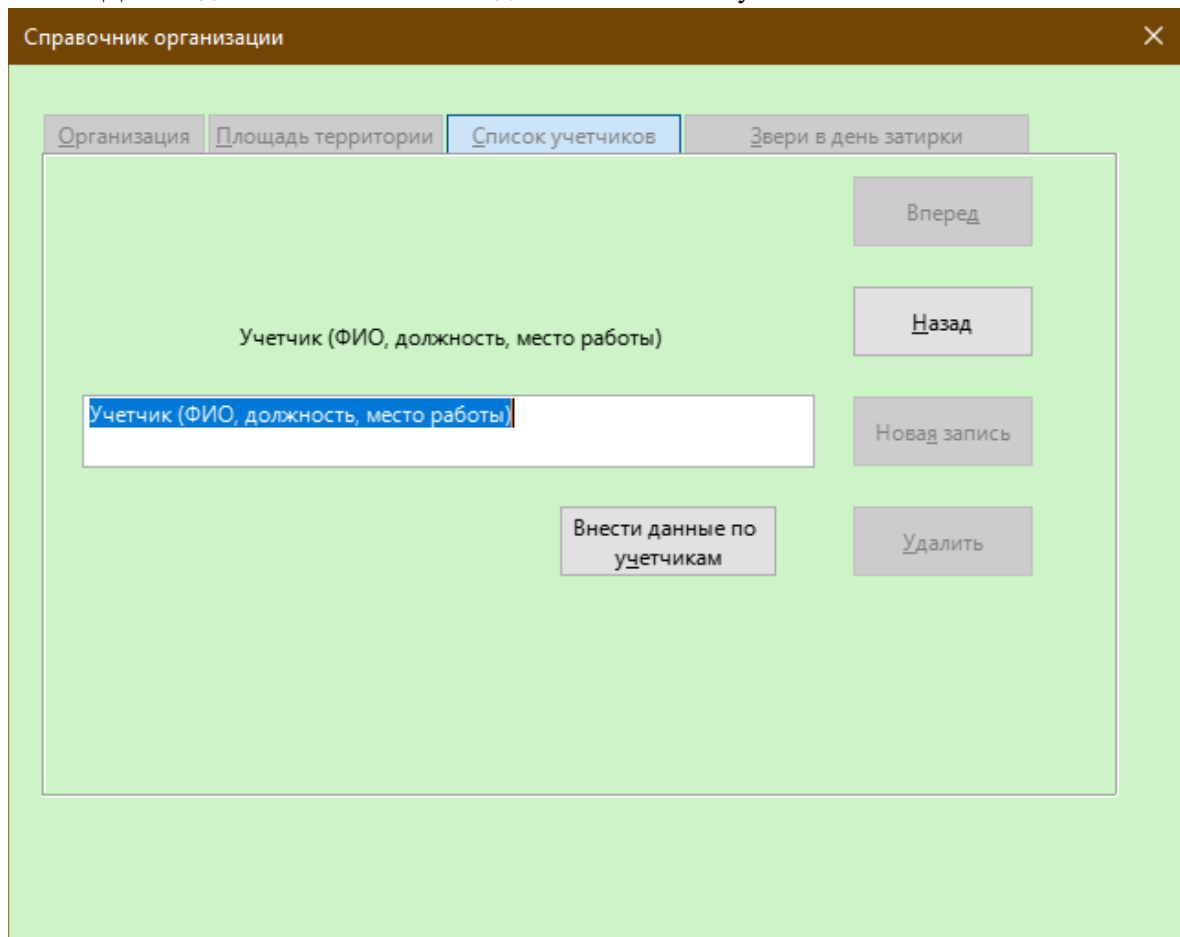 Справочник организации
Организация Площадь территории Список учетчиков Звери в день затирки
Вперед
Назад
Учетчик (ФИО, должность, место работы)
Учетчик (ФИО, должность, место работы)
Новая запись
Внести данные по
учетчикам
Удалить